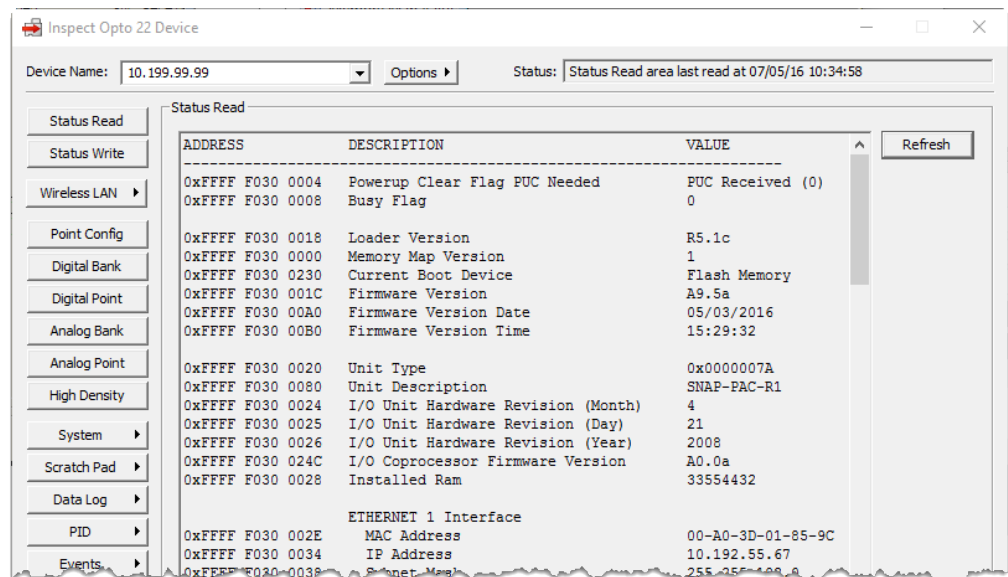 Inspect Opto 22 Device
Device Name: 10.199.99.99 Options Status: Status Read area last read at 07/05/16 10:34:58
Status Read
Status Write
Wireless LAN
Point Config
Digital Bank
Digital Point
Analog Bank
Analog Point
High Density
System
Scratch Pad
Data Log
PID
Events
Status Read
ADDRESS DESCRIPTION VALUE
0xFFFF F030 0004 Powerup Clear Flag PUC Needed PUC Received (0)
0xFFFF F030 0008 Busy Flag 0
0xFFFF F030 0018 Loader Version R5.1c
0xFFFF F030 0000 Memory Map Version 1
0xFFFF F030 0230 Current Boot Device Flash Memory
0xFFFF F030 001C Firmware Version A9.5a
0xFFFF F030 00A0 Firmware Version Date 05/03/2016
0xFFFF F030 00B0 Firmware Version Time 15:29:32
0xFFFF F030 0020 Unit Type 0x0000007A
0xFFFF F030 0080 Unit Description SNAP-PAC-R1
0xFFFF F030 0024 I/O Unit Hardware Revision (Month) 4
0xFFFF F030 0025 I/O Unit Hardware Revision (Day) 21
0xFFFF F030 0026 I/O Unit Hardware Revision (Year) 2008
0xFFFF F030 024C I/O Coprocessor Firmware Version A0.0a
0xFFFF F030 0028 Installed Ram 33554432
ETHERNET 1 Interface
0xFFFF F030 002E MAC Address 00-A0-3D-01-85-9C
0xFFFF F030 0034 IP Address 10.192.55.67
Refresh